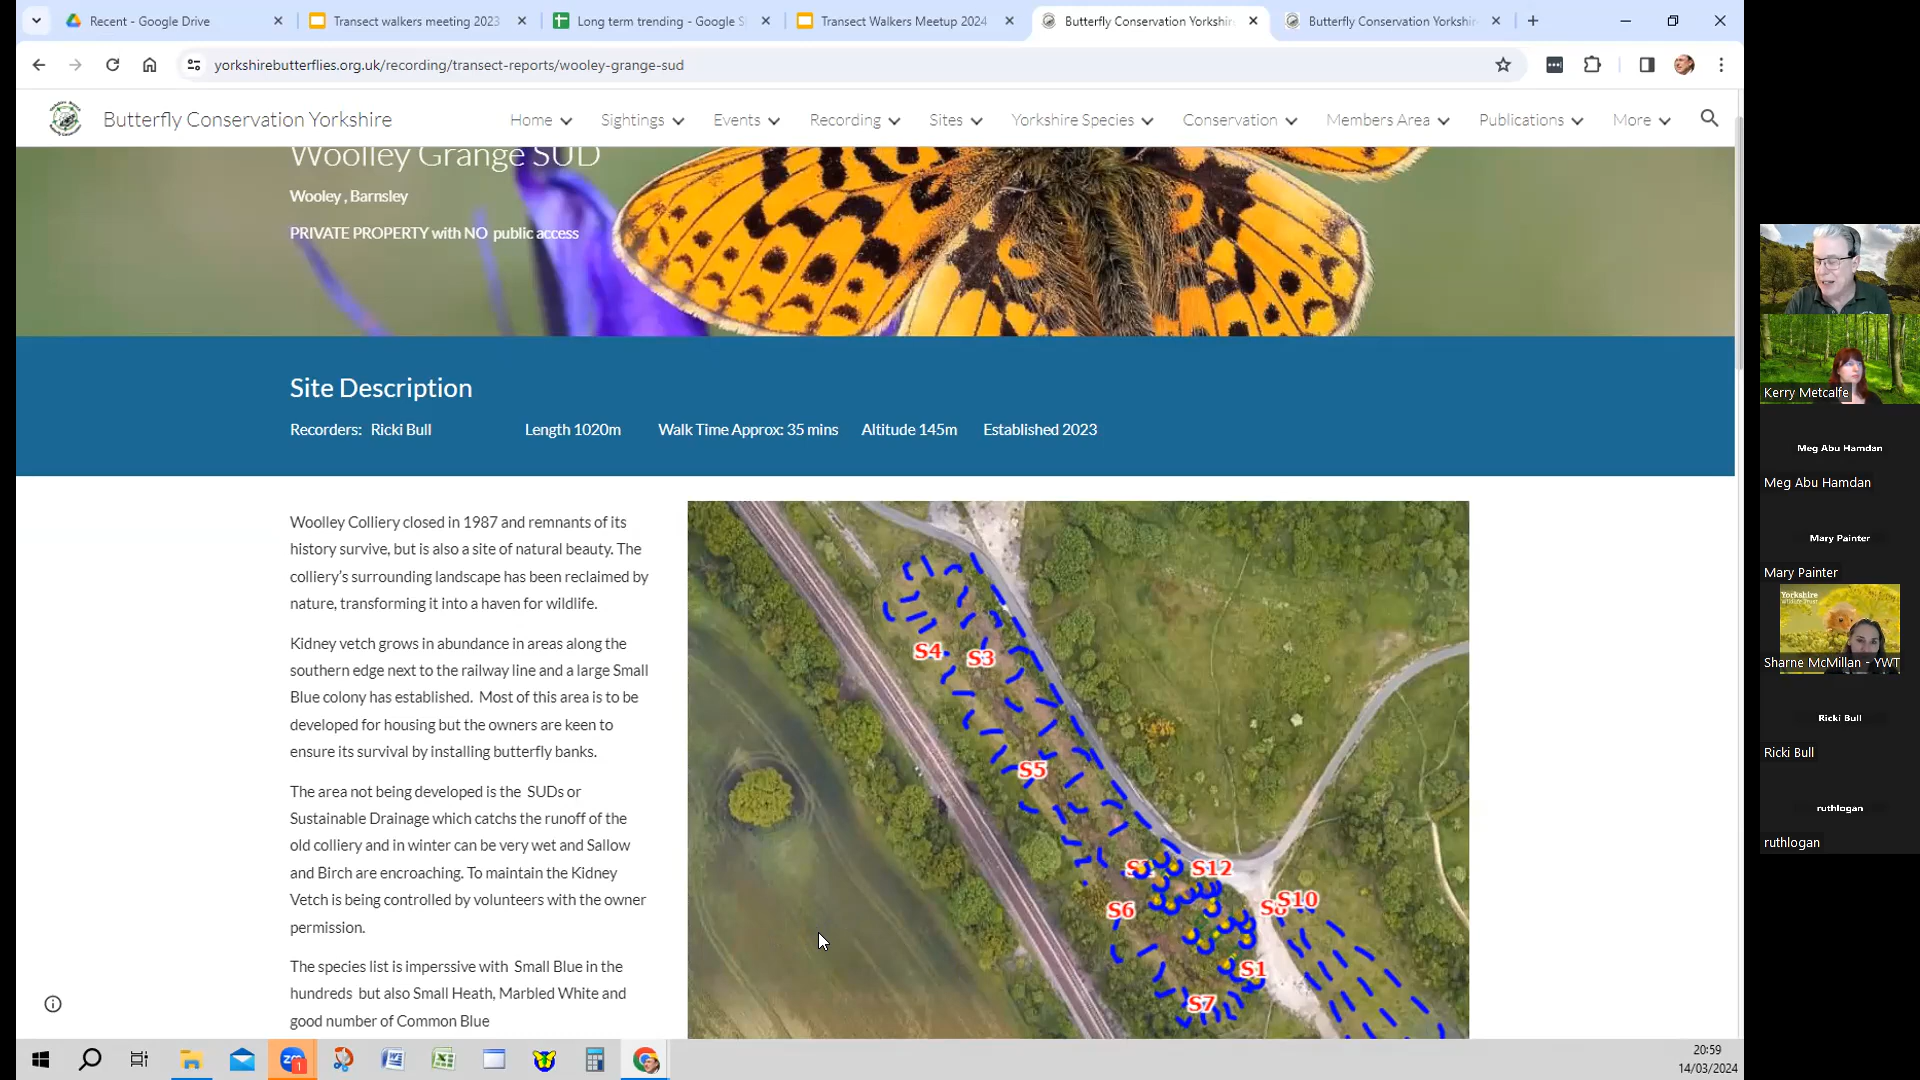 Recent - Google Drive
Transect walkers meeting 2023
Long term trending - Google S
Transect Walkers Meetup 2024
Butterfly Conservation Yorkshir
Butterfly Conservation Yorkshir
yorkshirebutterflies.org.uk/recording/transect-reports/wooley-grange-sud
Butterfly Conservation Yorkshire
Home
Sightings
Events
Recording
Sites
Yorkshire Species
Conservation
Members Area
Publications
More
Woolley Grange SUD
Wooley , Barnsley
PRIVATE PROPERTY with NO public access
Site Description
Recorders: Ricki Bull
Length 1020m
Walk Time Approx: 35 mins
Altitude 145m
Established 2023
Woolley Colliery closed in 1987 and remnants of its
history survive, but is also a site of natural beauty. The
colliery's surrounding landscape has been reclaimed by
nature, transforming it into a haven for wildlife.
Kidney vetch grows in abundance in areas along the
southern edge next to the railway line and a large Small
Blue colony has established. Most of this area is to be
developed for housing but the owners are keen to
ensure its survival by installing butterfly banks.
The area not being developed is the SUDs or
Sustainable Drainage which catchs the runoff of the
old colliery and in winter can be very wet and Sallow
and Birch are encroaching. To maintain the Kidney
Vetch is being controlled by volunteers with the owner
permission.
The species list is imperssive with Small Blue in the
hundreds but also Small Heath, Marbled White and
good number of Common Blue
S4
S3
S5
S12
S6
S10
S1
S7
Kerry Metcalfe
Meg Abu Hamdan
Meg Abu Hamdan
Mary Painter
Mary Painter
Yorkshire
Wildlife Trust
Sharne McMillan - YWT
Ricki Bull
Ricki Bull
ruthlogan
ruthlogan
20:59
14/03/2024